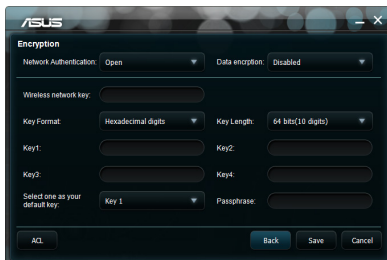 ASUS
Encryption
Network Authentication: Open Data encrption: Disabled
Wireless network key:
Key Format: Hexadecimal digits Key Length: 64 bits(10 digits)
Key1: Key2:
Key3: Key4:
Select one as your
default key: Key 1 Passphrase:
ACL Back Save Cancel